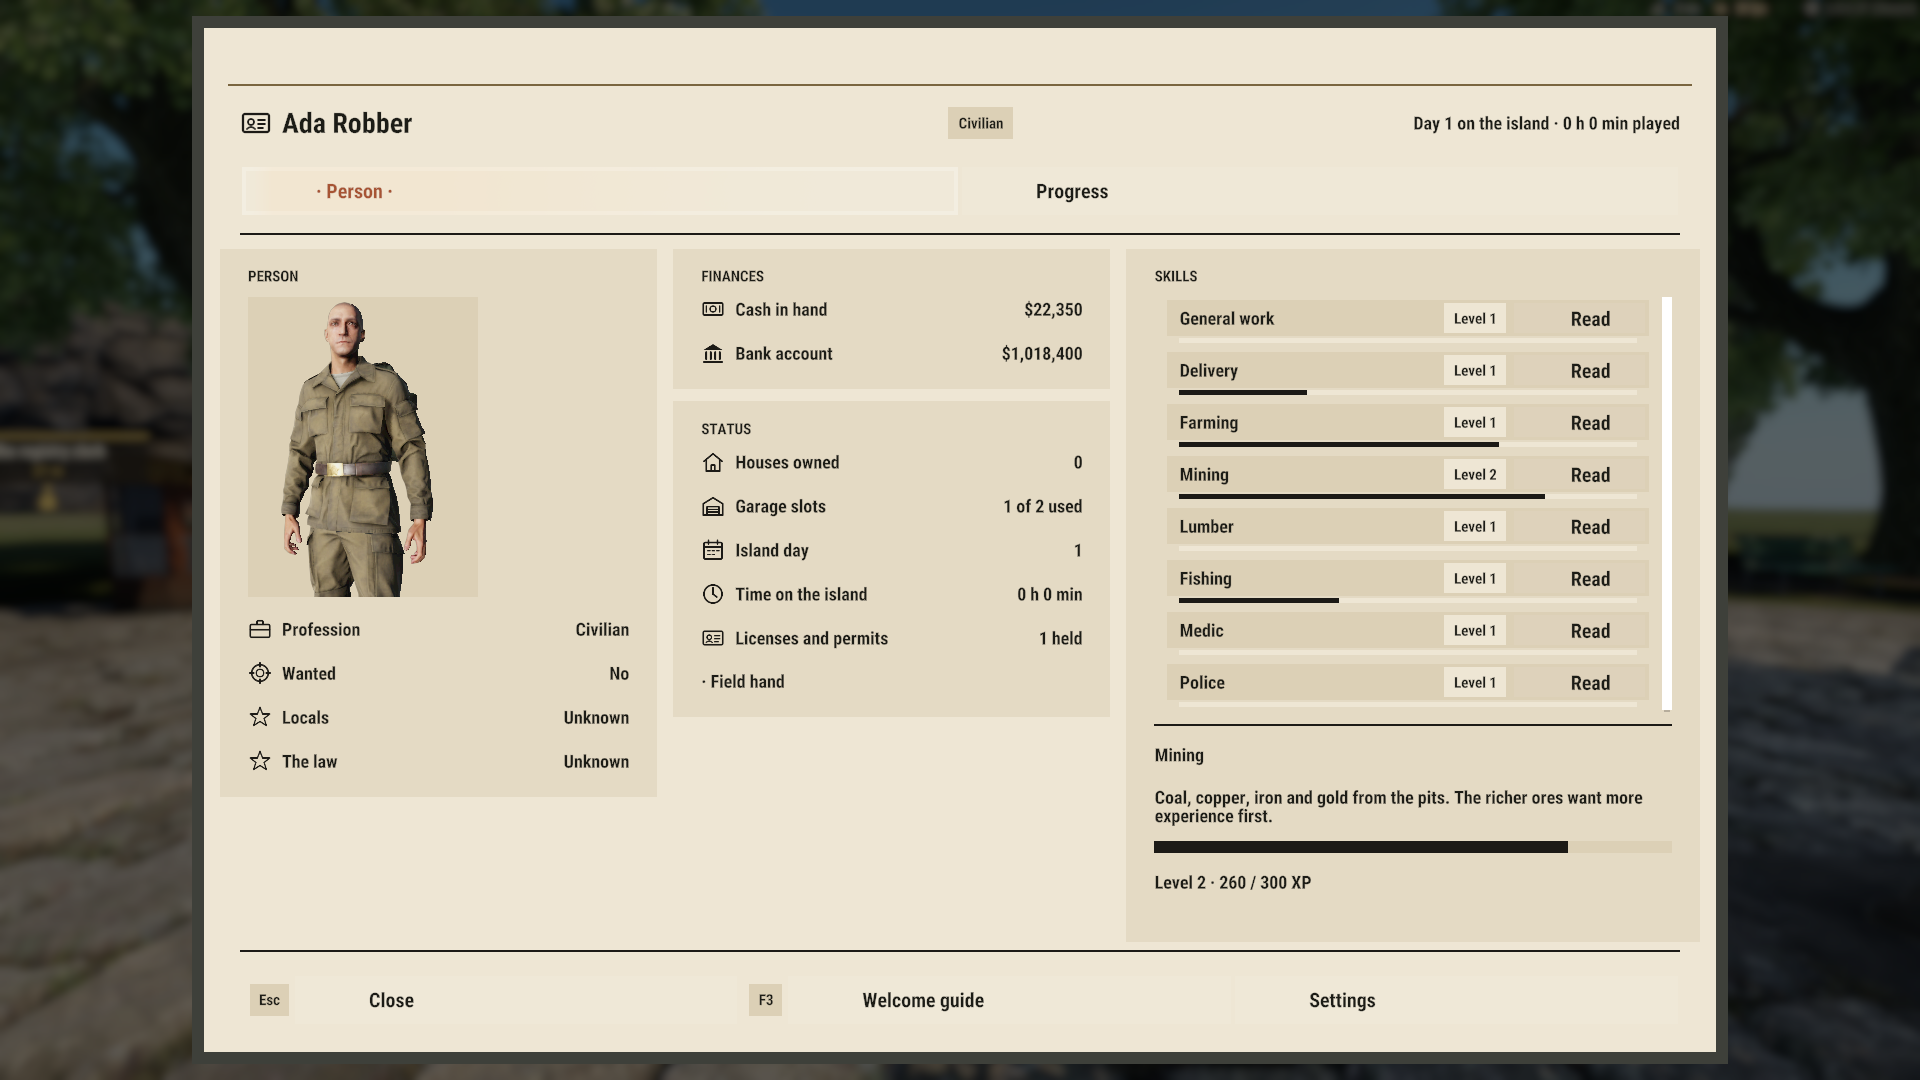 Ada Robber
Civilian
Day 1 on the island · 0 h 0 min played
· Person ·
Progress
PERSON
Profession Civilian
Wanted No
Locals Unknown
The law Unknown
FINANCES
Cash in hand $22,350
Bank account $1,018,400
STATUS
Houses owned 0
Garage slots 1 of 2 used
Island day 1
Time on the island 0 h 0 min
Licenses and permits 1 held
· Field hand
SKILLS
General work Level 1 Read
Delivery Level 1 Read
Farming Level 1 Read
Mining Level 2 Read
Lumber Level 1 Read
Fishing Level 1 Read
Medic Level 1 Read
Police Level 1 Read
Mining
Coal, copper, iron and gold from the pits. The richer ores want more
experience first.
Level 2 · 260 / 300 XP
Esc Close
F3 Welcome guide
Settings